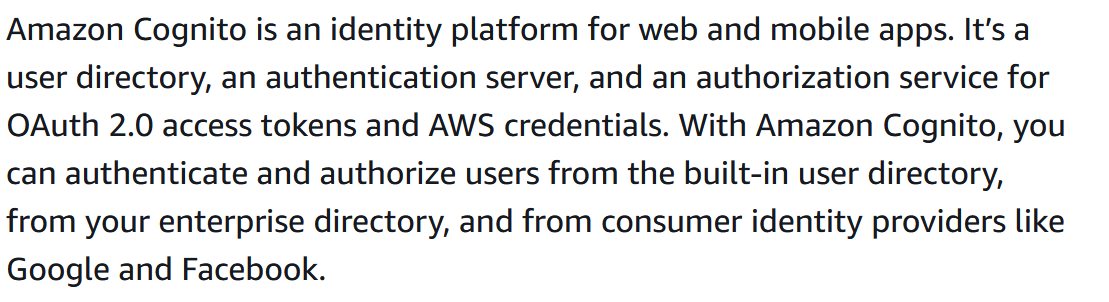 Amazon Cognito is an identity platform for web and mobile apps. It’s a
user directory, an authentication server, and an authorization service for
OAuth 2.0 access tokens and AWS credentials. With Amazon Cognito, you
can authenticate and authorize users from the built-in user directory,
from your enterprise directory, and from consumer identity providers like
Google and Facebook.